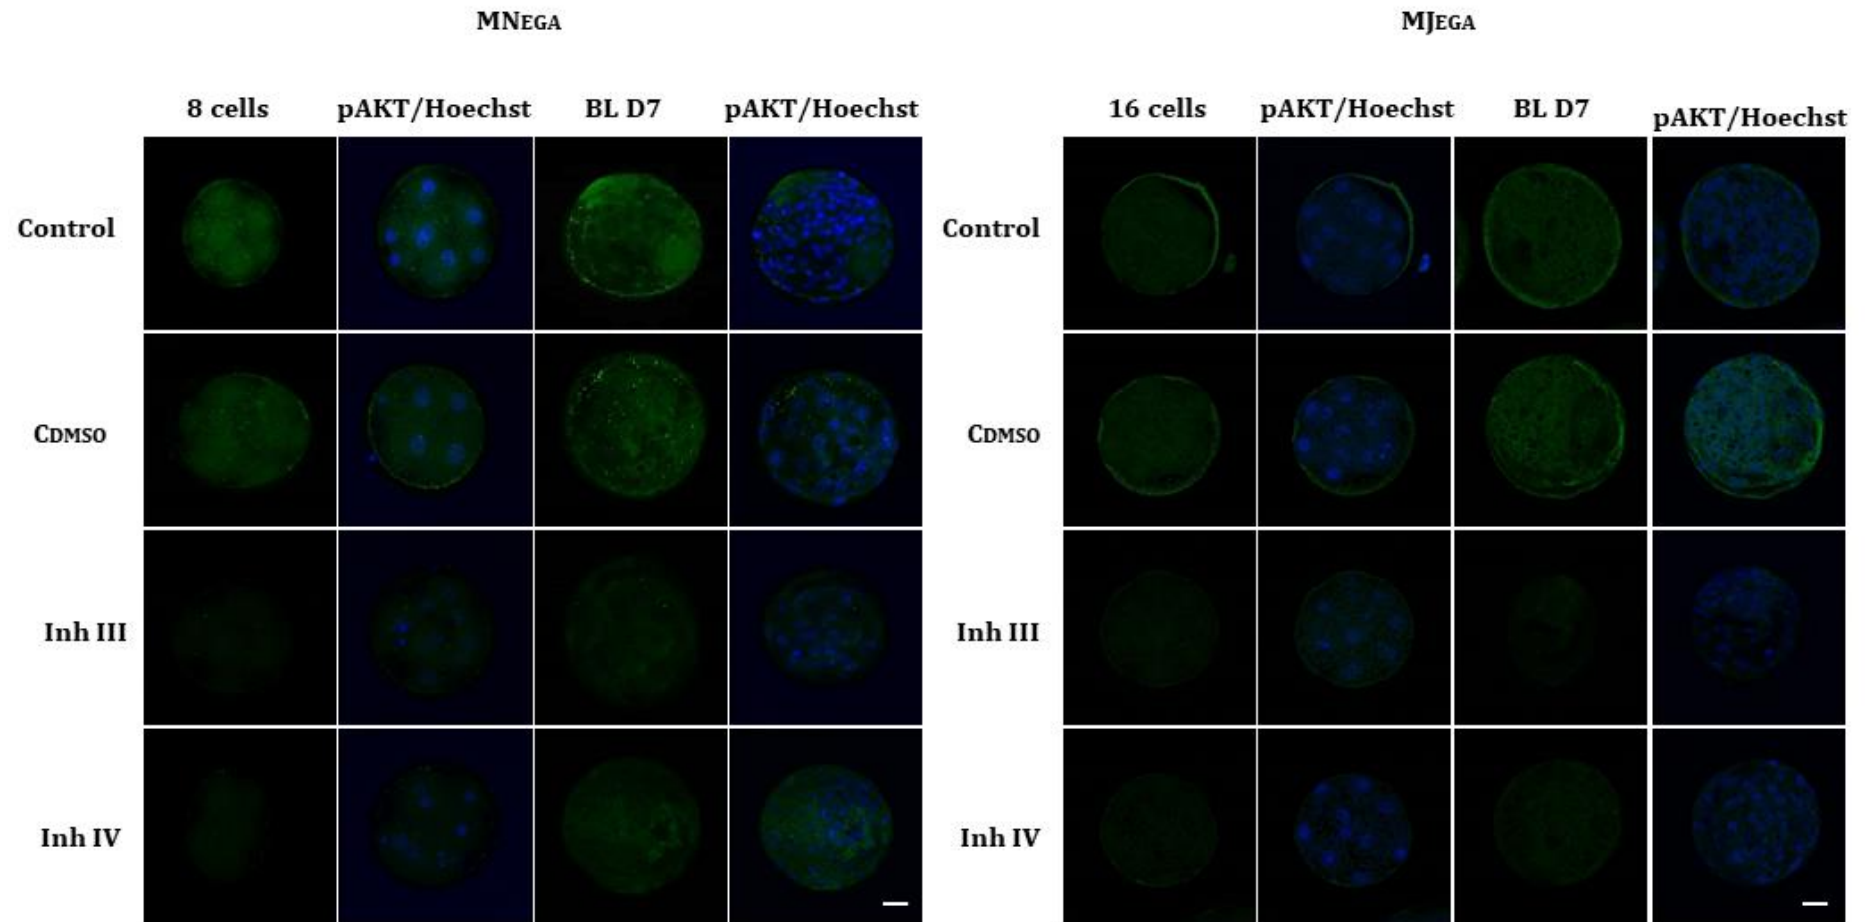 MNEGA MJEGA
8 cells pAKT/Hoechst BL D7 pAKT/Hoechst 16 cells pAKT/Hoechst BL D7 pAKT/Hoechst
Control Control
CDMSO CDMSO
Inh III Inh III
Inh IV Inh IV